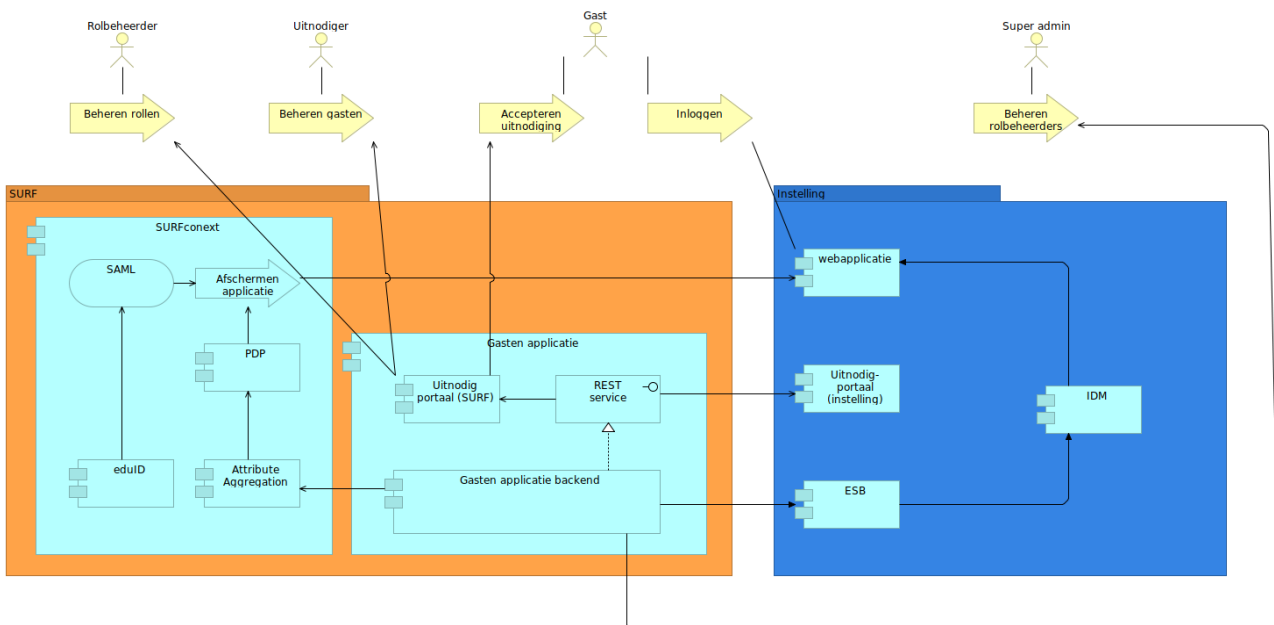 Gast
Rolbeheerder
Uitnodiger
Super admin
Beheren rollen
Beheren gasten
Accepteren
uitnodiging
Inloggen
Beheren
rolbeheerders
SURF
Instelling
SURFconext
SAML
Afschermen
applicatie
webapplicatie
PDP
Gasten applicatie
Uitnodig
portaal (SURF)
REST
service
Uitnodig-
portaal
(instelling)
IDM
eduID
Attribute
Aggregation
Gasten applicatie backend
ESB